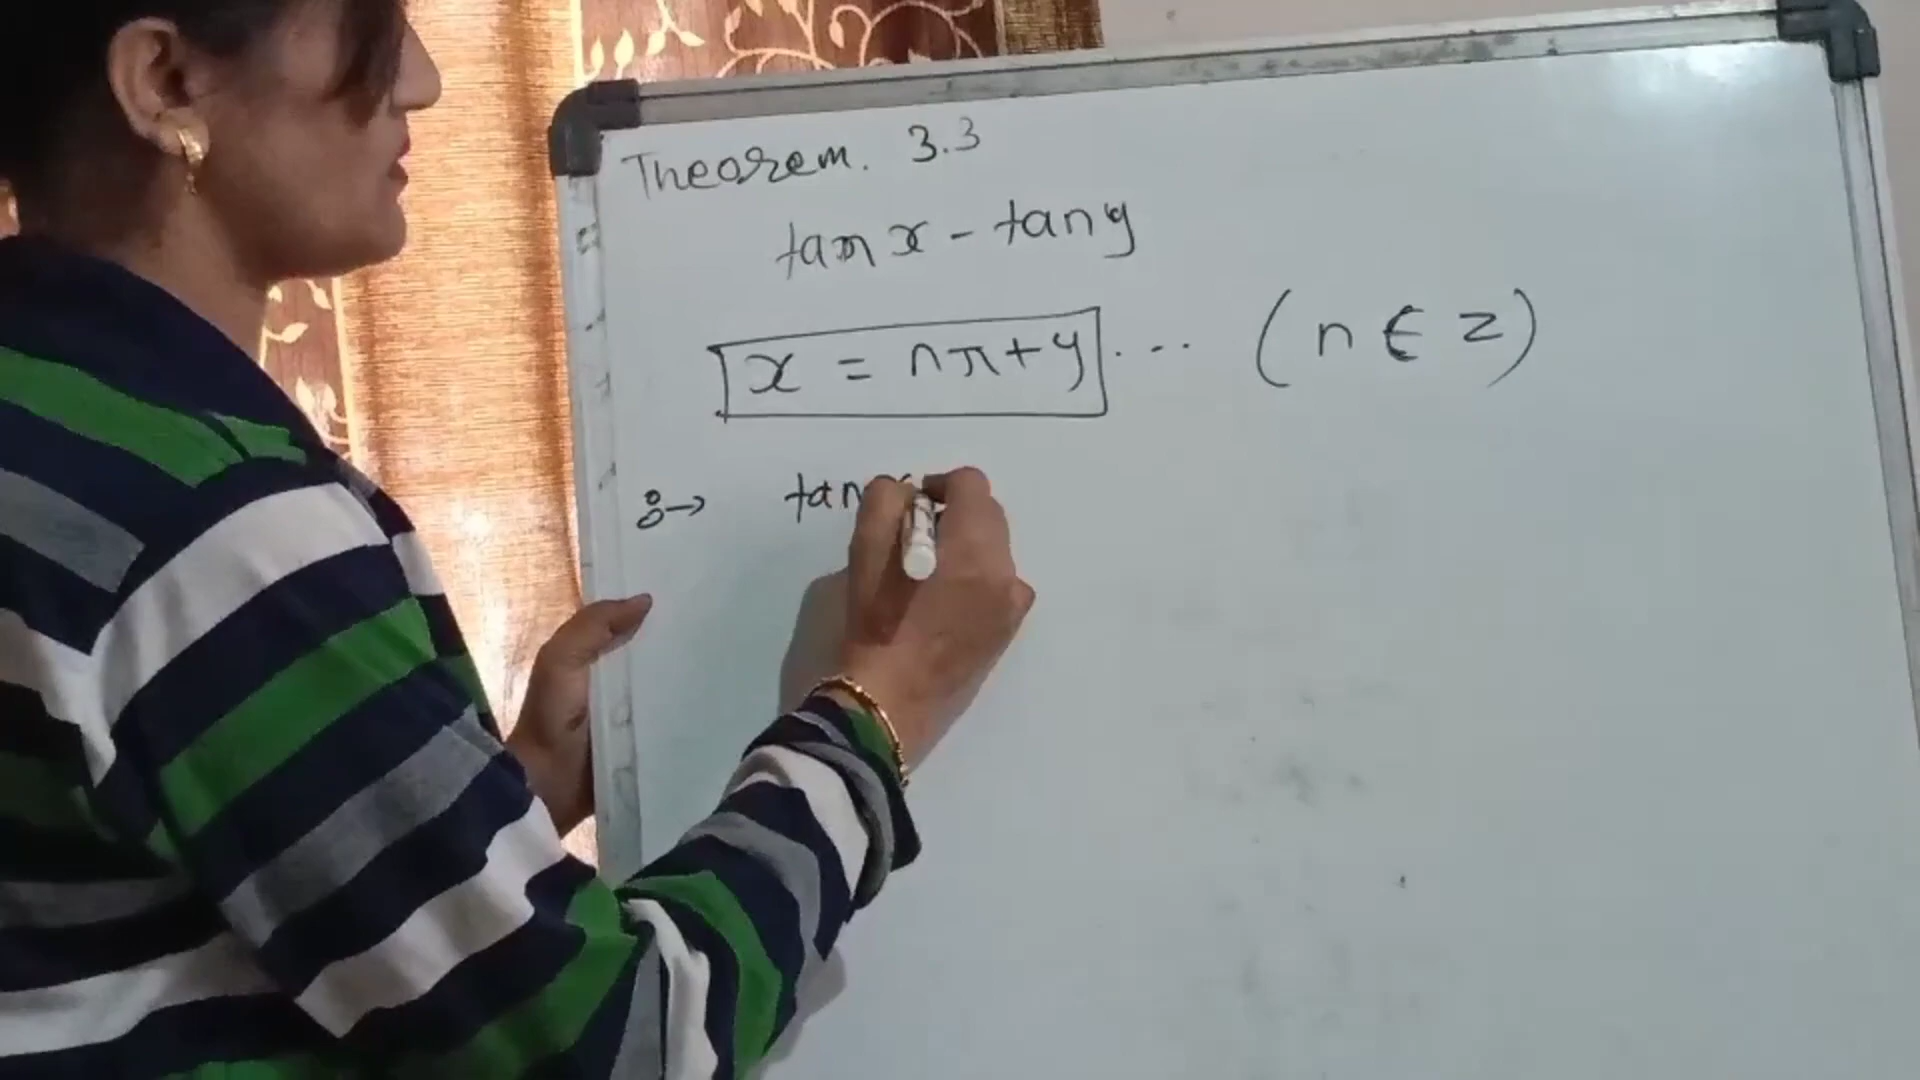 Theorem. 3.3
tan x - tan y
x = nπ + y ... (n ∈ z)
⁚→ tan